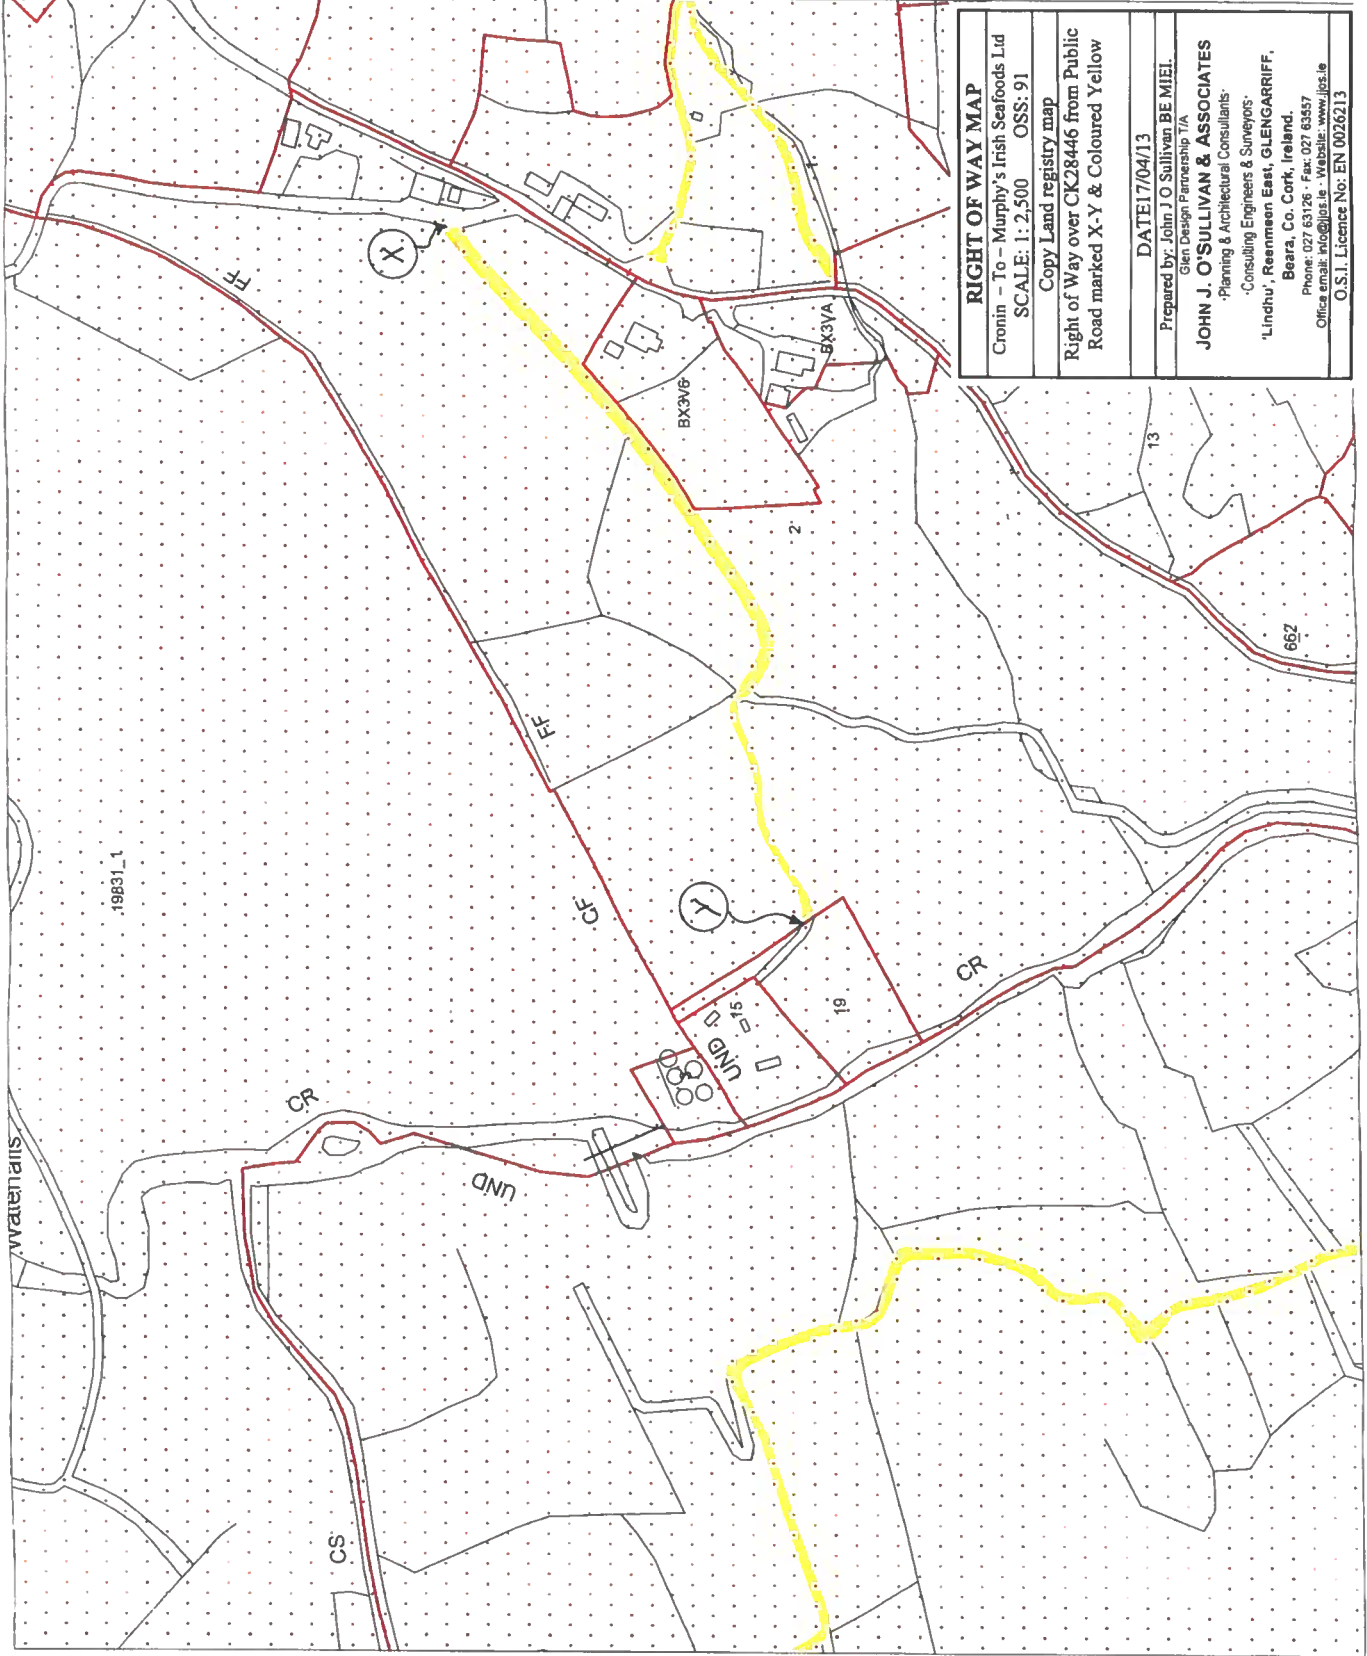 RIGHT OF WAY MAP
Cronin – To – Murphy's Irish Seafoods Ltd
SCALE: 1: 2,500 OSS: 91
Copy Land registry map
Right of Way over CK28446 from Public
Road marked X-Y & Coloured Yellow
DATE17/04/13
Prepared by: John J O Sullivan BE MIEI.
Glen Design Partnership T/A
JOHN J. O'SULLIVAN & ASSOCIATES
·Planning & Architectural Consultants·
·Consulting Engineers & Surveyors·
'Lindhu', Reenmeen East, GLENGARRIFF,
Beara, Co. Cork, Ireland.
Phone: 027 63126 · Fax: 027 63557
Office email: info@jjos.ie · Website: www.jjos.ie
O.S.I. Licence No: EN 0026213
X
FF
BX3V6
BX3YA
1
2
13
662
FF
CF
Y
19831_1
15
19
UND
CR
CR
UND
CS
Waterfalls